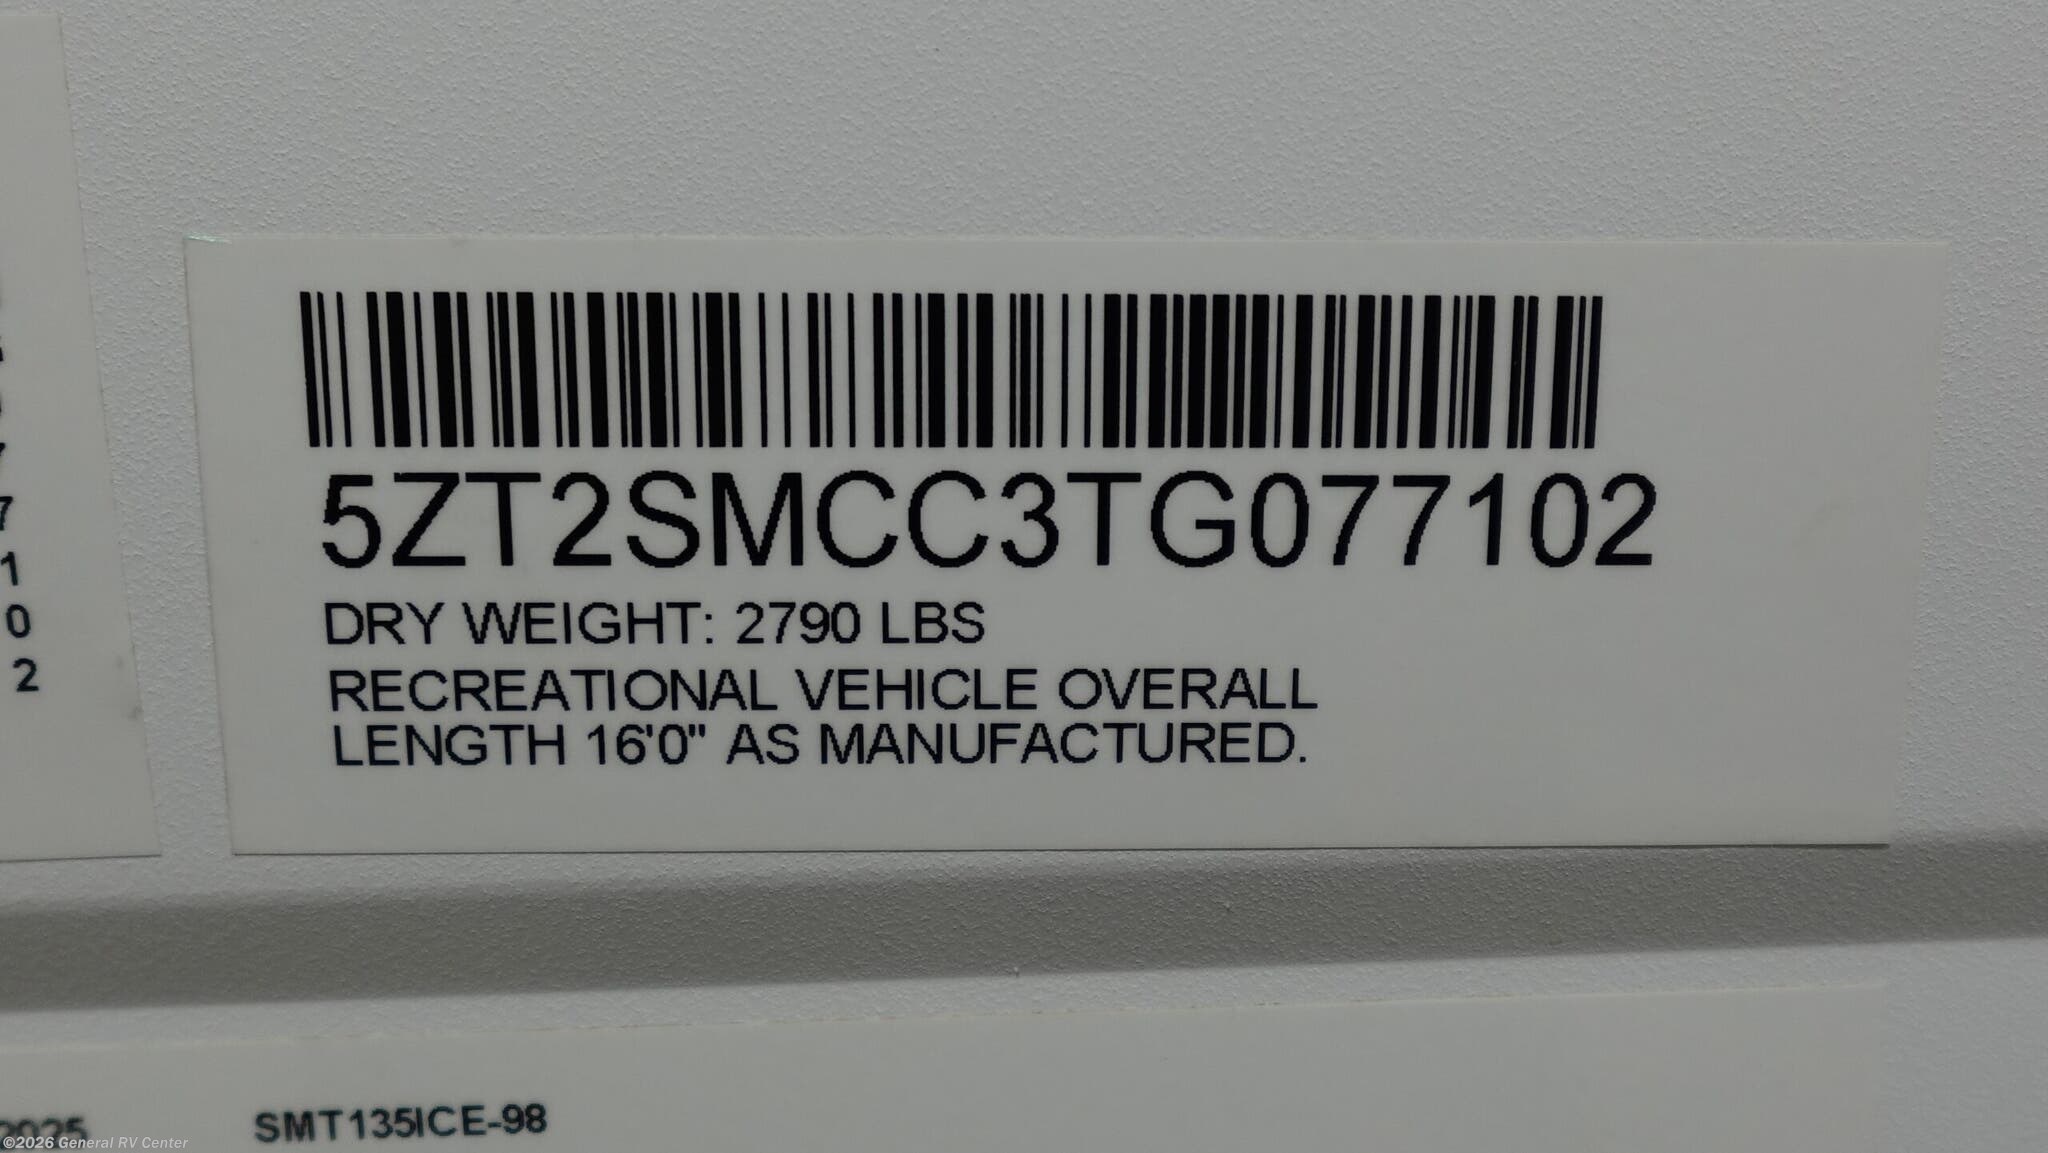 5ZT2SMCC3TG077102
DRY WEIGHT: 2790 LBS
RECREATIONAL VEHICLE OVERALL
LENGTH 16'0" AS MANUFACTURED.
7
1
0
2
2025 SMT135ICE-98
©2026 General RV Center